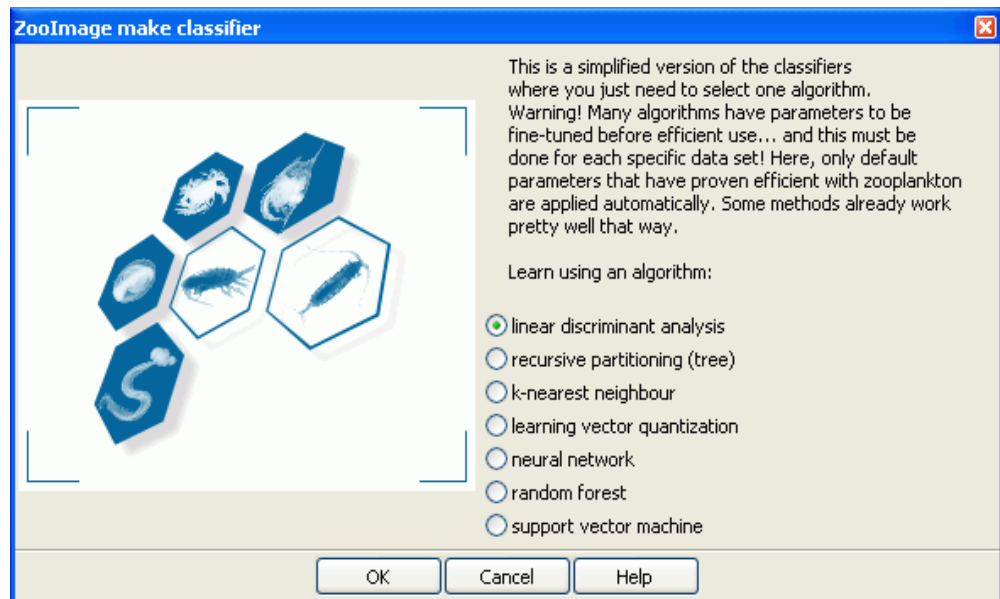 ZooImage make classifier
This is a simplified version of the classifiers
where you just need to select one algorithm.
Warning! Many algorithms have parameters to be
fine-tuned before efficient use... and this must be
done for each specific data set! Here, only default
parameters that have proven efficient with zooplankton
are applied automatically. Some methods already work
pretty well that way.
Learn using an algorithm:
linear discriminant analysis
recursive partitioning (tree)
k-nearest neighbour
learning vector quantization
neural network
random forest
support vector machine
OK
Cancel
Help